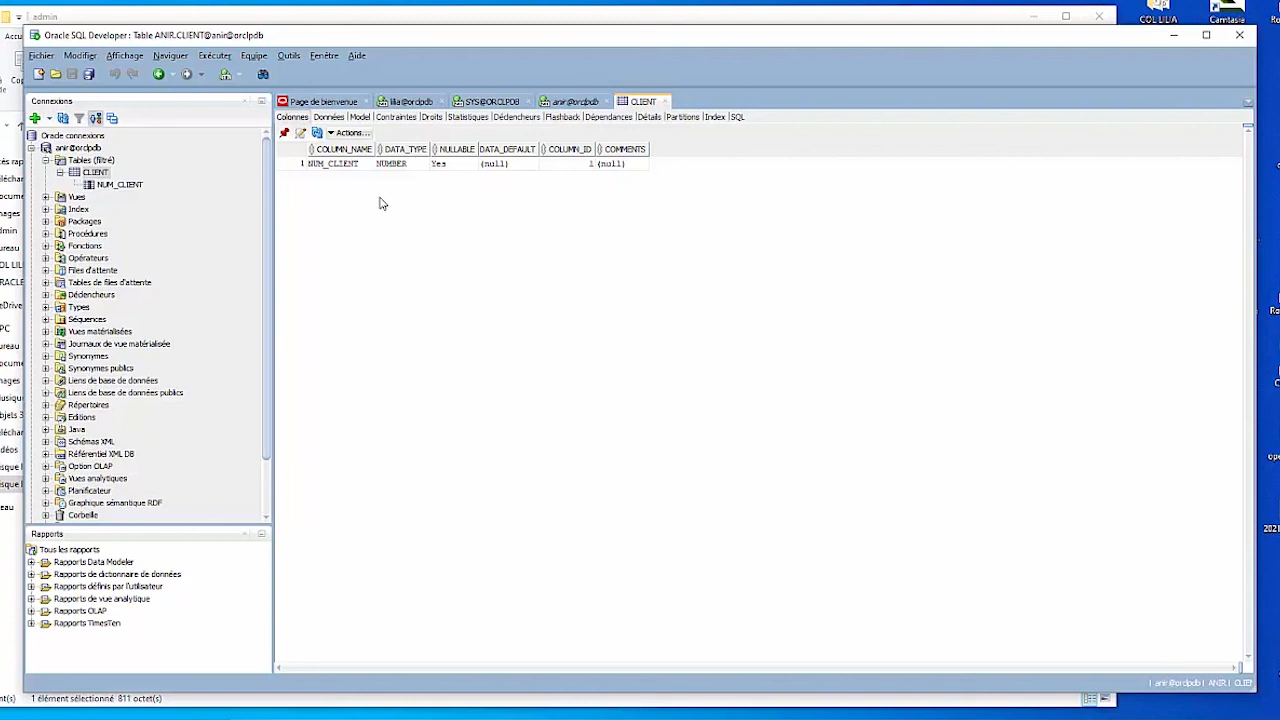 admin
COL LILIA
Camtasia
Oracle SQL Developer : Table ANIR.CLIENT@anir@orclpdb
Fichier Modifier Affichage Naviguer Exécuter Equipe Outils Fenêtre Aide
Connexions
Page de bienvenue lilia@orclpdb SYS@ORCLPDB anir@orclpdb CLIENT
Colonnes Données Model Contraintes Droits Statistiques Déclencheurs Flashback Dépendances Détails Partitions Index SQL
Actions...
Oracle connexions
anir@orclpdb
Tables (filtré)
CLIENT
NUM_CLIENT
COLUMN_NAME DATA_TYPE NULLABLE DATA_DEFAULT COLUMN_ID COMMENTS
1 NUM_CLIENT NUMBER Yes (null) 1 (null)
Vues
Index
Packages
Procédures
Fonctions
Opérateurs
Files d'attente
Tables de files d'attente
Déclencheurs
Types
Séquences
Vues matérialisées
Journaux de vue matérialisée
Synonymes
Synonymes publics
Liens de base de données
Liens de base de données publics
Répertoires
Editions
Java
Schémas XML
Référentiel XML DB
Option OLAP
Vues analytiques
Planificateur
Graphique sémantique RDF
Corbeille
Rapports
Tous les rapports
Rapports Data Modeler
Rapports de dictionnaire de données
Rapports définis par l'utilisateur
Rapports de vue analytique
Rapports OLAP
Rapports TimesTen
anir@orclpdb ANIR CLIE
1 élément sélectionné 811 octet(s)